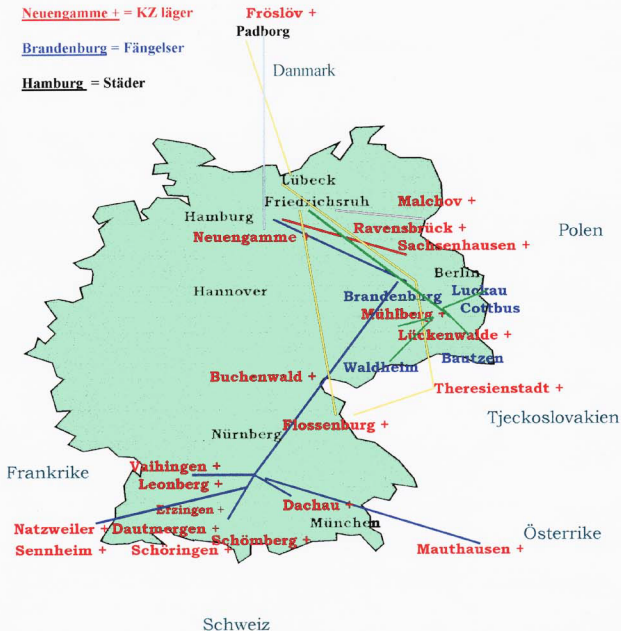 Neuengamme + = KZ läger
Fröslöv +
Padborg
Brandenburg = Fängelser
Danmark
Hamburg = Städer
Lübeck
Friedrichsruh
Malchov +
Hamburg
Ravensbrück +
Polen
Neuengamme
Sachsenhausen +
Berlin
Hannover
Brandenburg
Luckau
Cottbus
Mühlberg +
Lückenwalde +
Waldheim
Bautzen
Buchenwald +
Theresienstadt +
Tjeckoslovakien
Flossenburg +
Nürnberg
Frankrike
Vaihingen +
Leonberg +
Erzingen +
Dachau +
München
Natzweiler +
Dautmergen +
Österrike
Schömberg +
Sennheim +
Schöringen +
Mauthausen +
Schweiz